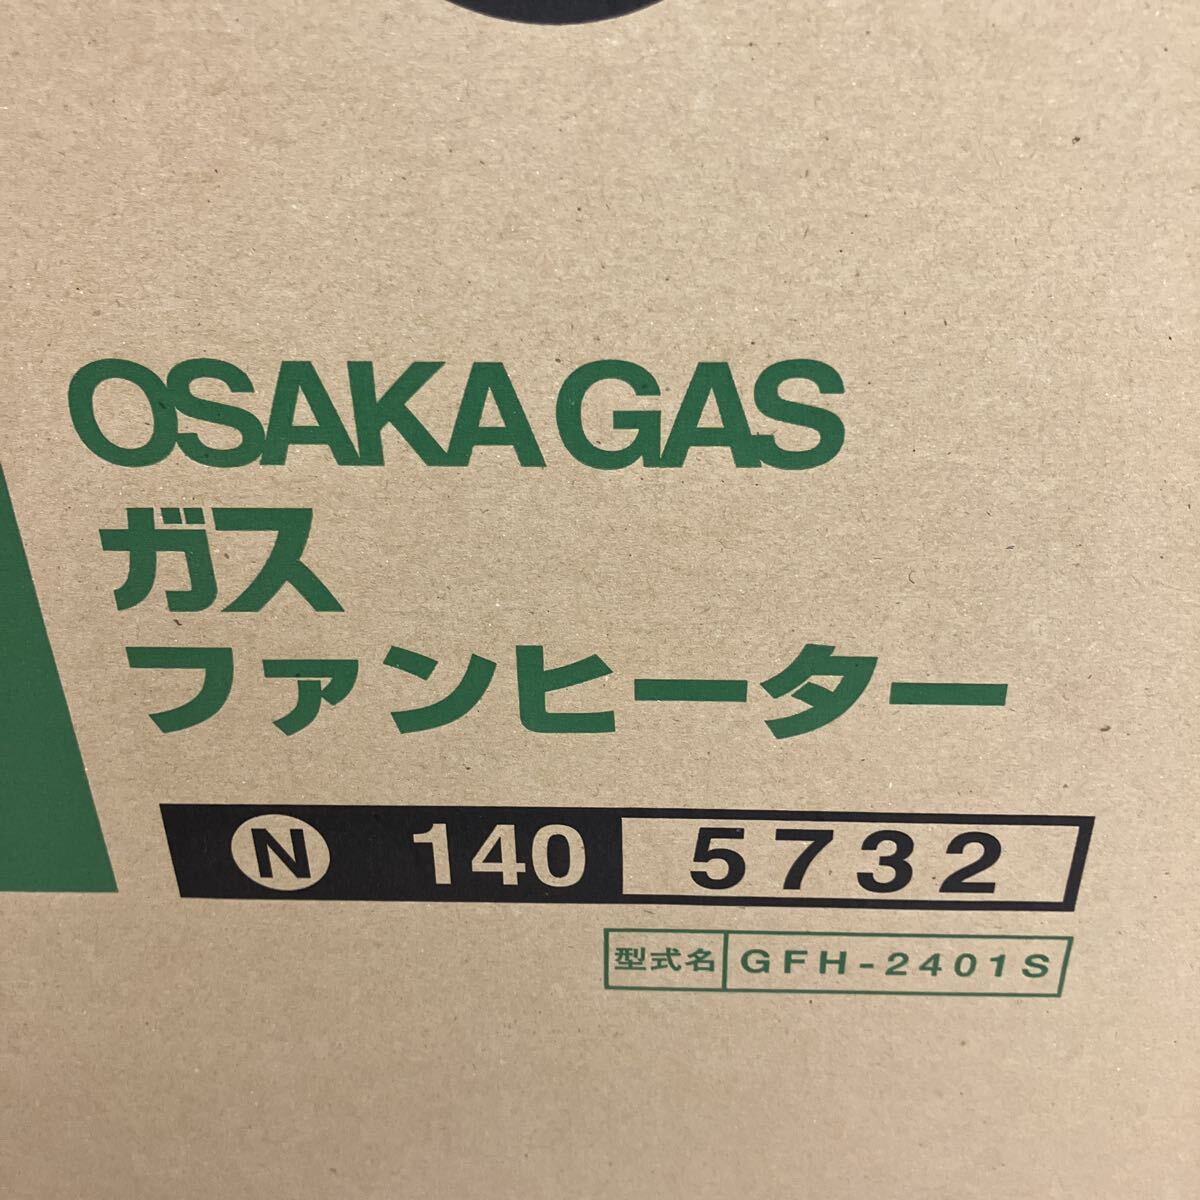 OSAKA GAS
ガス
ファンヒーター
N 140 5732
型式名 GFH-2401S